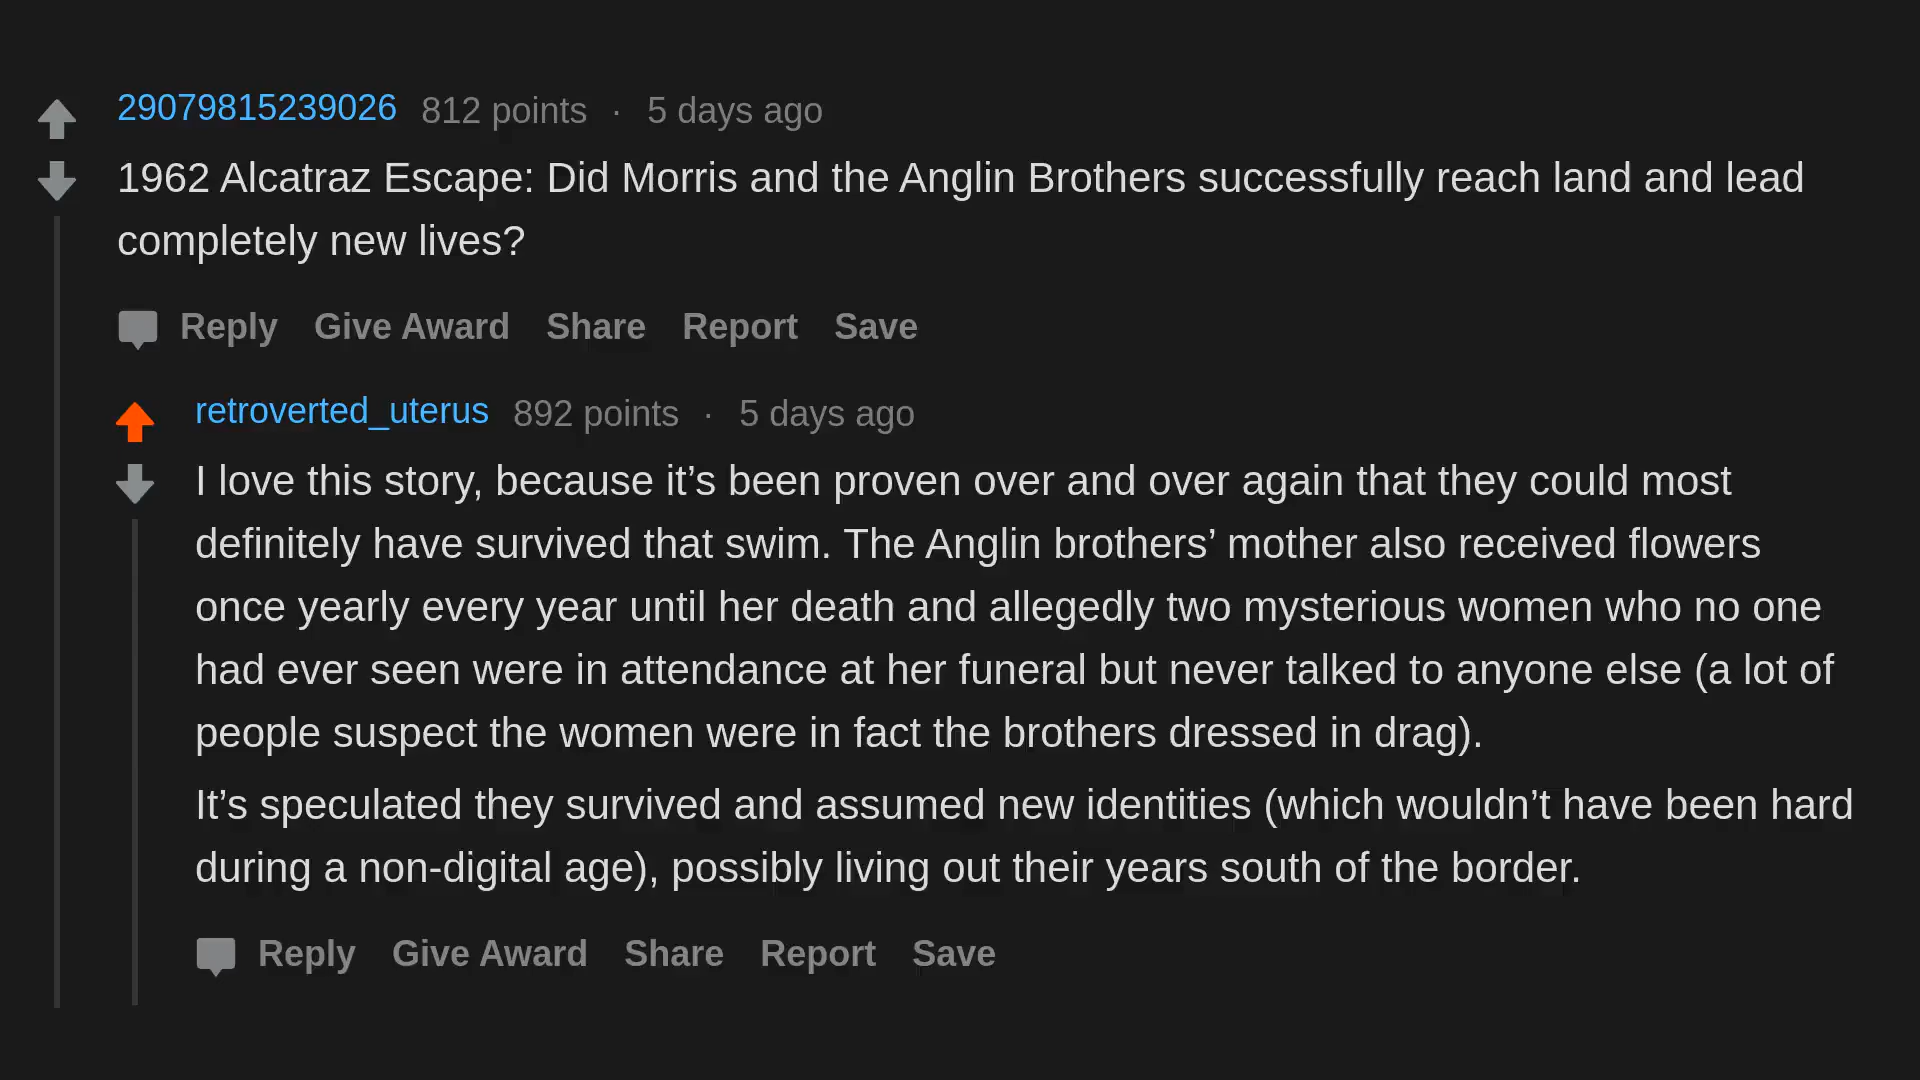 29079815239026 812 points · 5 days ago
1962 Alcatraz Escape: Did Morris and the Anglin Brothers successfully reach land and lead
completely new lives?
Reply Give Award Share Report Save
retroverted_uterus 892 points · 5 days ago
I love this story, because it’s been proven over and over again that they could most
definitely have survived that swim. The Anglin brothers’ mother also received flowers
once yearly every year until her death and allegedly two mysterious women who no one
had ever seen were in attendance at her funeral but never talked to anyone else (a lot of
people suspect the women were in fact the brothers dressed in drag).
It’s speculated they survived and assumed new identities (which wouldn’t have been hard
during a non-digital age), possibly living out their years south of the border.
Reply Give Award Share Report Save